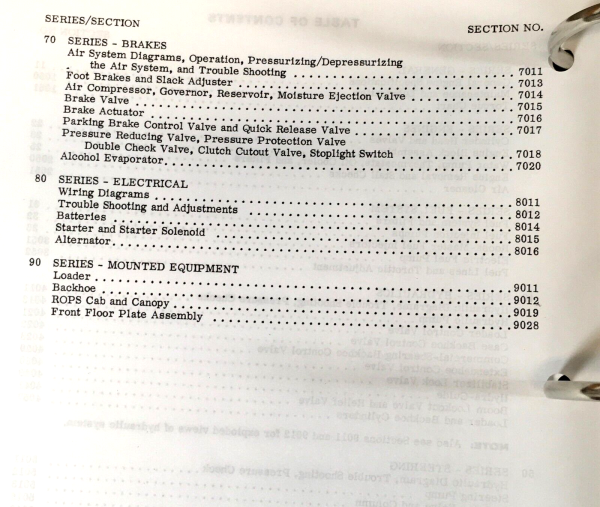 SERIES/SECTION SECTION NO.
70 SERIES - BRAKES
Air System Diagrams, Operation, Pressurizing/Depressurizing
the Air System, and Trouble Shooting 7011
Foot Brakes and Slack Adjuster 7013
Air Compressor, Governor, Reservoir, Moisture Ejection Valve 7014
Brake Valve 7015
Brake Actuator 7016
Parking Brake Control Valve and Quick Release Valve 7017
Pressure Reducing Valve, Pressure Protection Valve
Double Check Valve, Clutch Cutout Valve, Stoplight Switch 7018
Alcohol Evaporator 7020
80 SERIES - ELECTRICAL
Wiring Diagrams 8011
Trouble Shooting and Adjustments 8012
Batteries 8014
Starter and Starter Solenoid 8015
Alternator 8016
90 SERIES - MOUNTED EQUIPMENT
Loader 9011
Backhoe 9012
ROPS Cab and Canopy 9019
Front Floor Plate Assembly 9028